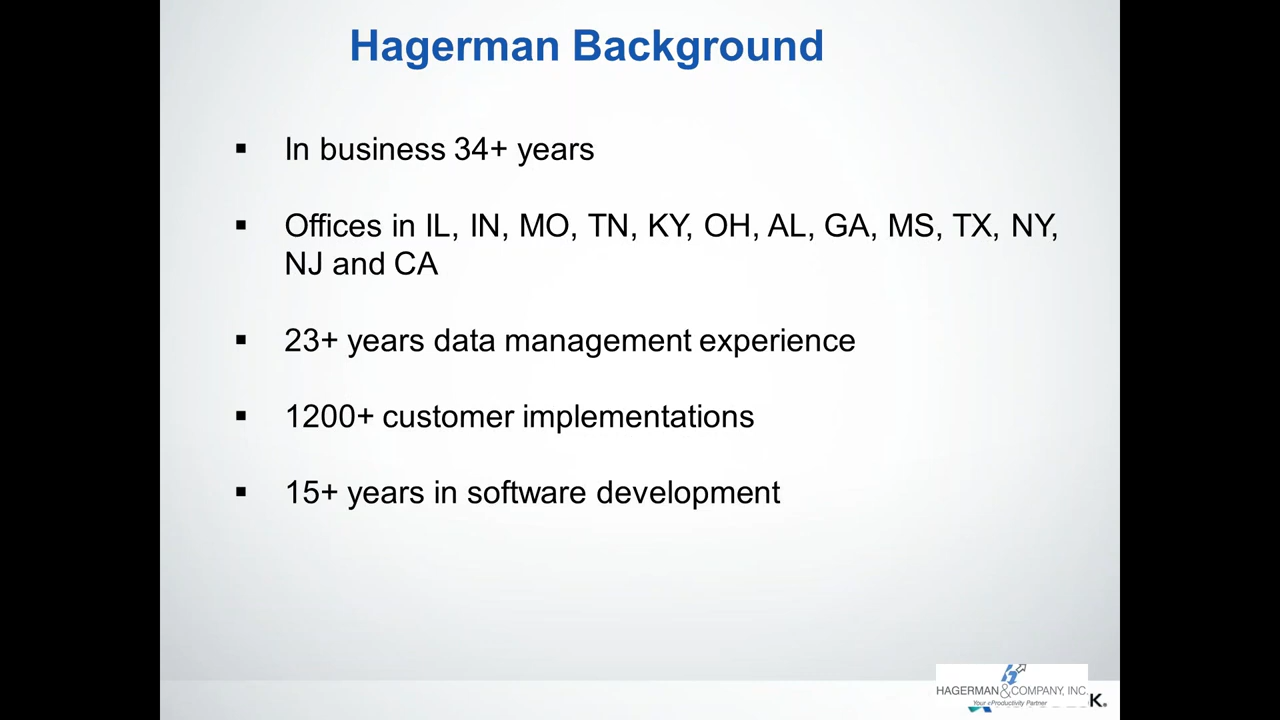 Hagerman Background
▪ In business 34+ years
▪ Offices in IL, IN, MO, TN, KY, OH, AL, GA, MS, TX, NY,
NJ and CA
▪ 23+ years data management experience
▪ 1200+ customer implementations
▪ 15+ years in software development
HAGERMAN & COMPANY, INC
Your eProductivity Partner
K.